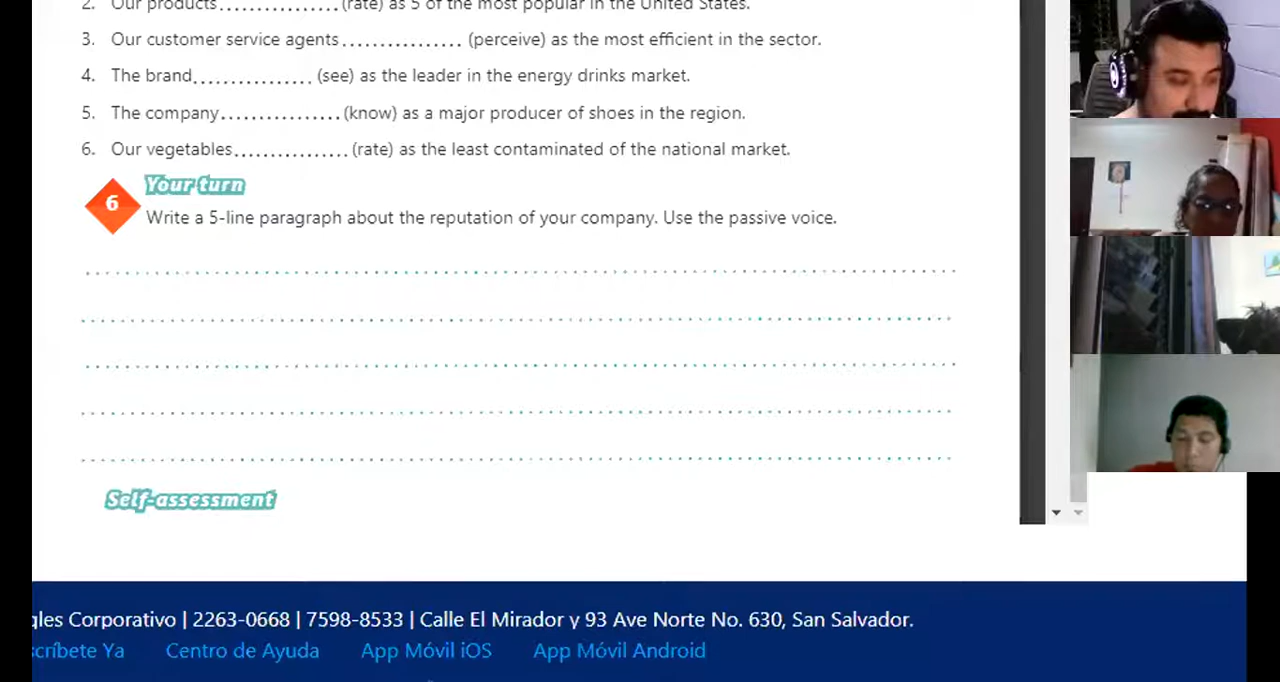 2. Our products................(rate) as 5 of the most popular in the United States.
3. Our customer service agents................ (perceive) as the most efficient in the sector.
4. The brand................ (see) as the leader in the energy drinks market.
5. The company................(know) as a major producer of shoes in the region.
6. Our vegetables................ (rate) as the least contaminated of the national market.
Your turn
6
Write a 5-line paragraph about the reputation of your company. Use the passive voice.
Self-assessment
Corporativo | 2263-0668 | 7598-8533 | Calle El Mirador y 93 Ave Norte No. 630, San Salvador.
scríbete Ya Centro de Ayuda App Móvil iOS App Móvil Android